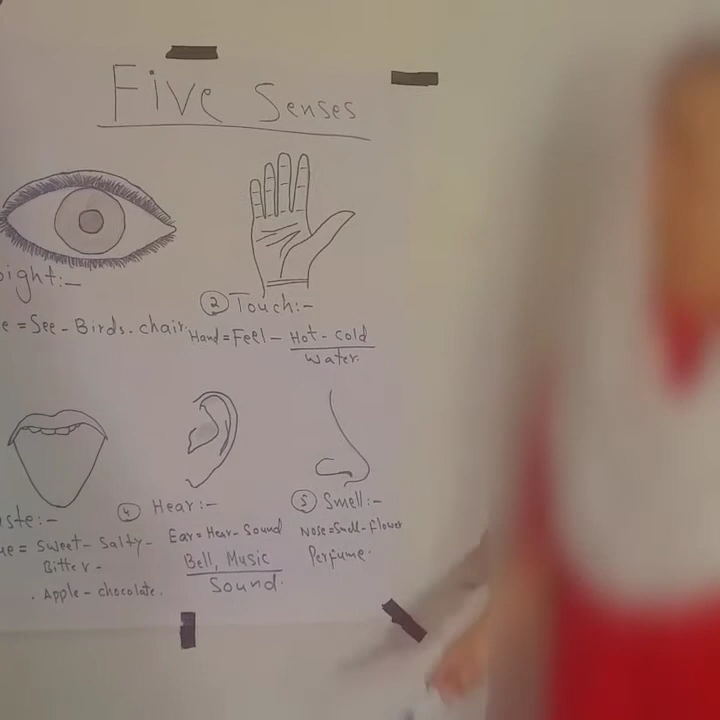 Five Senses
ight:-
e = See - Birds - chair.
② Touch:-
Hand = Feel - Hot - cold
water.
ste:-
ue = Sweet - Salty -
Bitter -
. Apple - chocolate.
④ Hear:-
Ear = Hear - Sound
Bell, Music
Sound.
⑤ Smell:-
Nose = Smell - flower
Perfume.